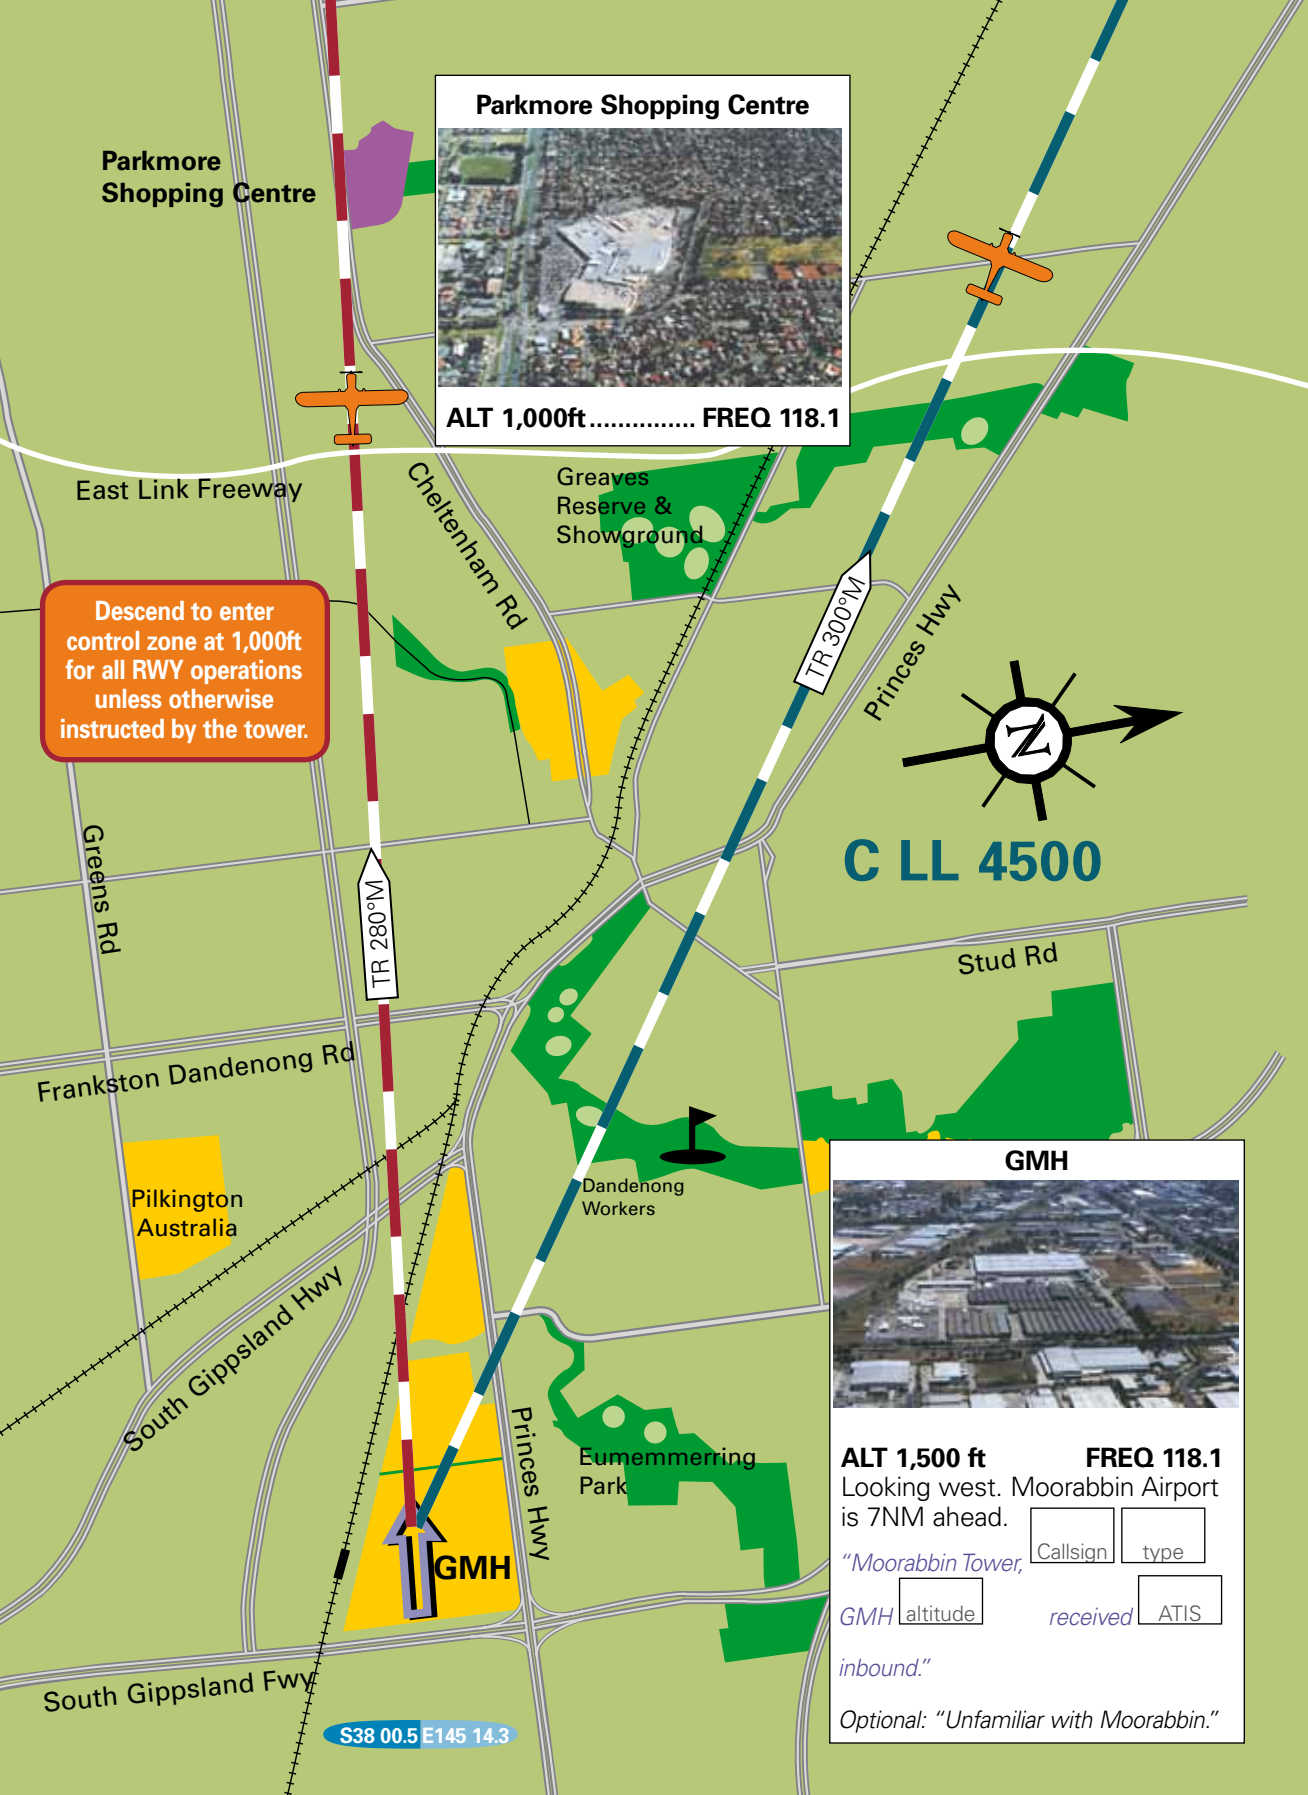 Parkmore Shopping Centre
Parkmore
Shopping Centre
ALT 1,000ft............... FREQ 118.1
East Link Freeway
Cheltenham Rd
Greaves
Reserve &
Showground
Descend to enter
control zone at 1,000ft
for all RWY operations
unless otherwise
instructed by the tower.
TR 300°M
Princes Hwy
N
C LL 4500
Greens Rd
TR 280°M
Stud Rd
Frankston Dandenong Rd
Pilkington
Australia
Dandenong
Workers
South Gippsland Hwy
Princes Hwy
Eumemmerring
Park
GMH
South Gippsland Fwy
S38 00.5 E145 14.3
GMH
ALT 1,500 ft FREQ 118.1
Looking west. Moorabbin Airport
is 7NM ahead.
“Moorabbin Tower, Callsign type
GMH altitude received ATIS
inbound.”
Optional: “Unfamiliar with Moorabbin.”